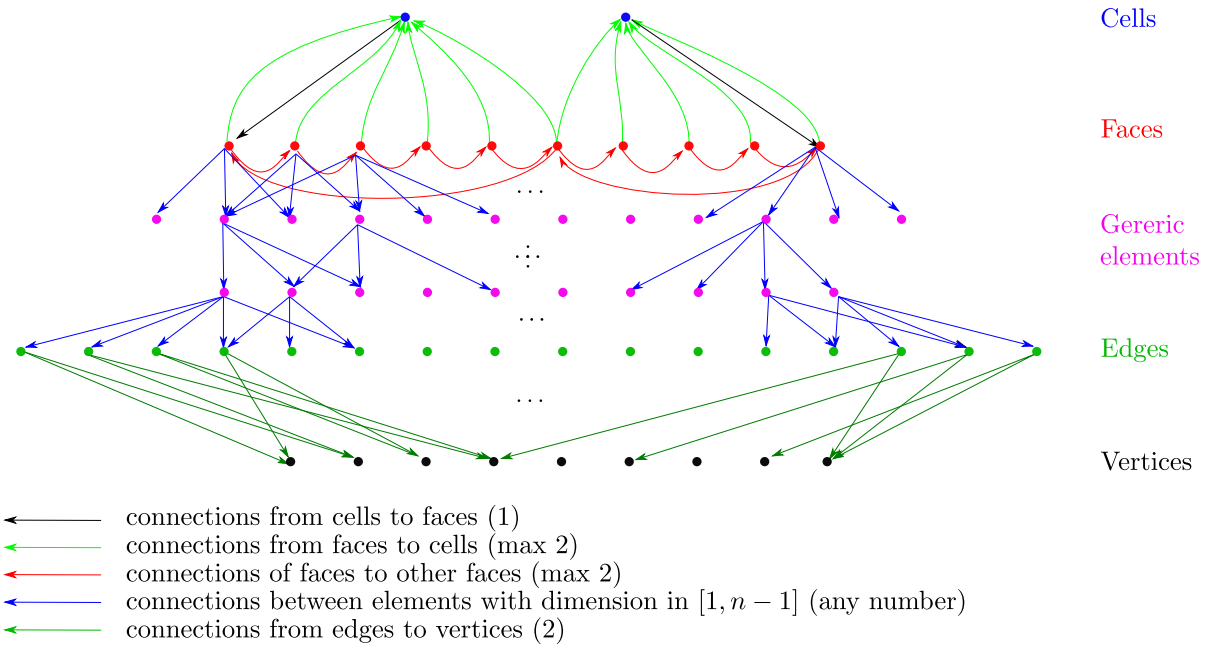 Cells
Faces
. . .
Gereric
elements
. . .
Edges
. . .
Vertices
connections from cells to faces (1)
connections from faces to cells (max 2)
connections of faces to other faces (max 2)
connections between elements with dimension in [1, n − 1] (any number)
connections from edges to vertices (2)